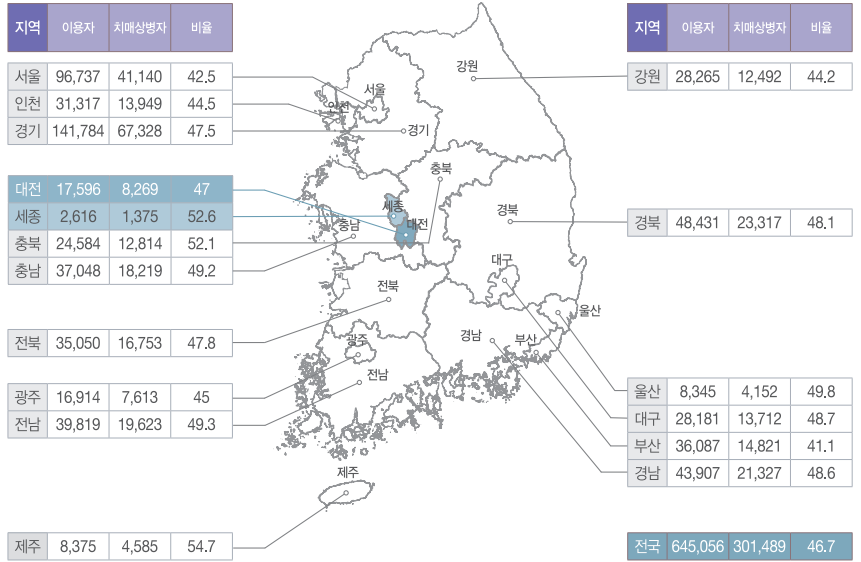 지역 이용자 치매상병자 비율
서울 96,737 41,140 42.5
인천 31,317 13,949 44.5
경기 141,784 67,328 47.5
대전 17,596 8,269 47
세종 2,616 1,375 52.6
충북 24,584 12,814 52.1
충남 37,048 18,219 49.2
전북 35,050 16,753 47.8
광주 16,914 7,613 45
전남 39,819 19,623 49.3
제주 8,375 4,585 54.7
강원
서울
인천
경기
충북
세종
대전
충남
경북
대구
전북
울산
경남
부산
광주
전남
제주
지역 이용자 치매상병자 비율
강원 28,265 12,492 44.2
경북 48,431 23,317 48.1
울산 8,345 4,152 49.8
대구 28,181 13,712 48.7
부산 36,087 14,821 41.1
경남 43,907 21,327 48.6
전국 645,056 301,489 46.7